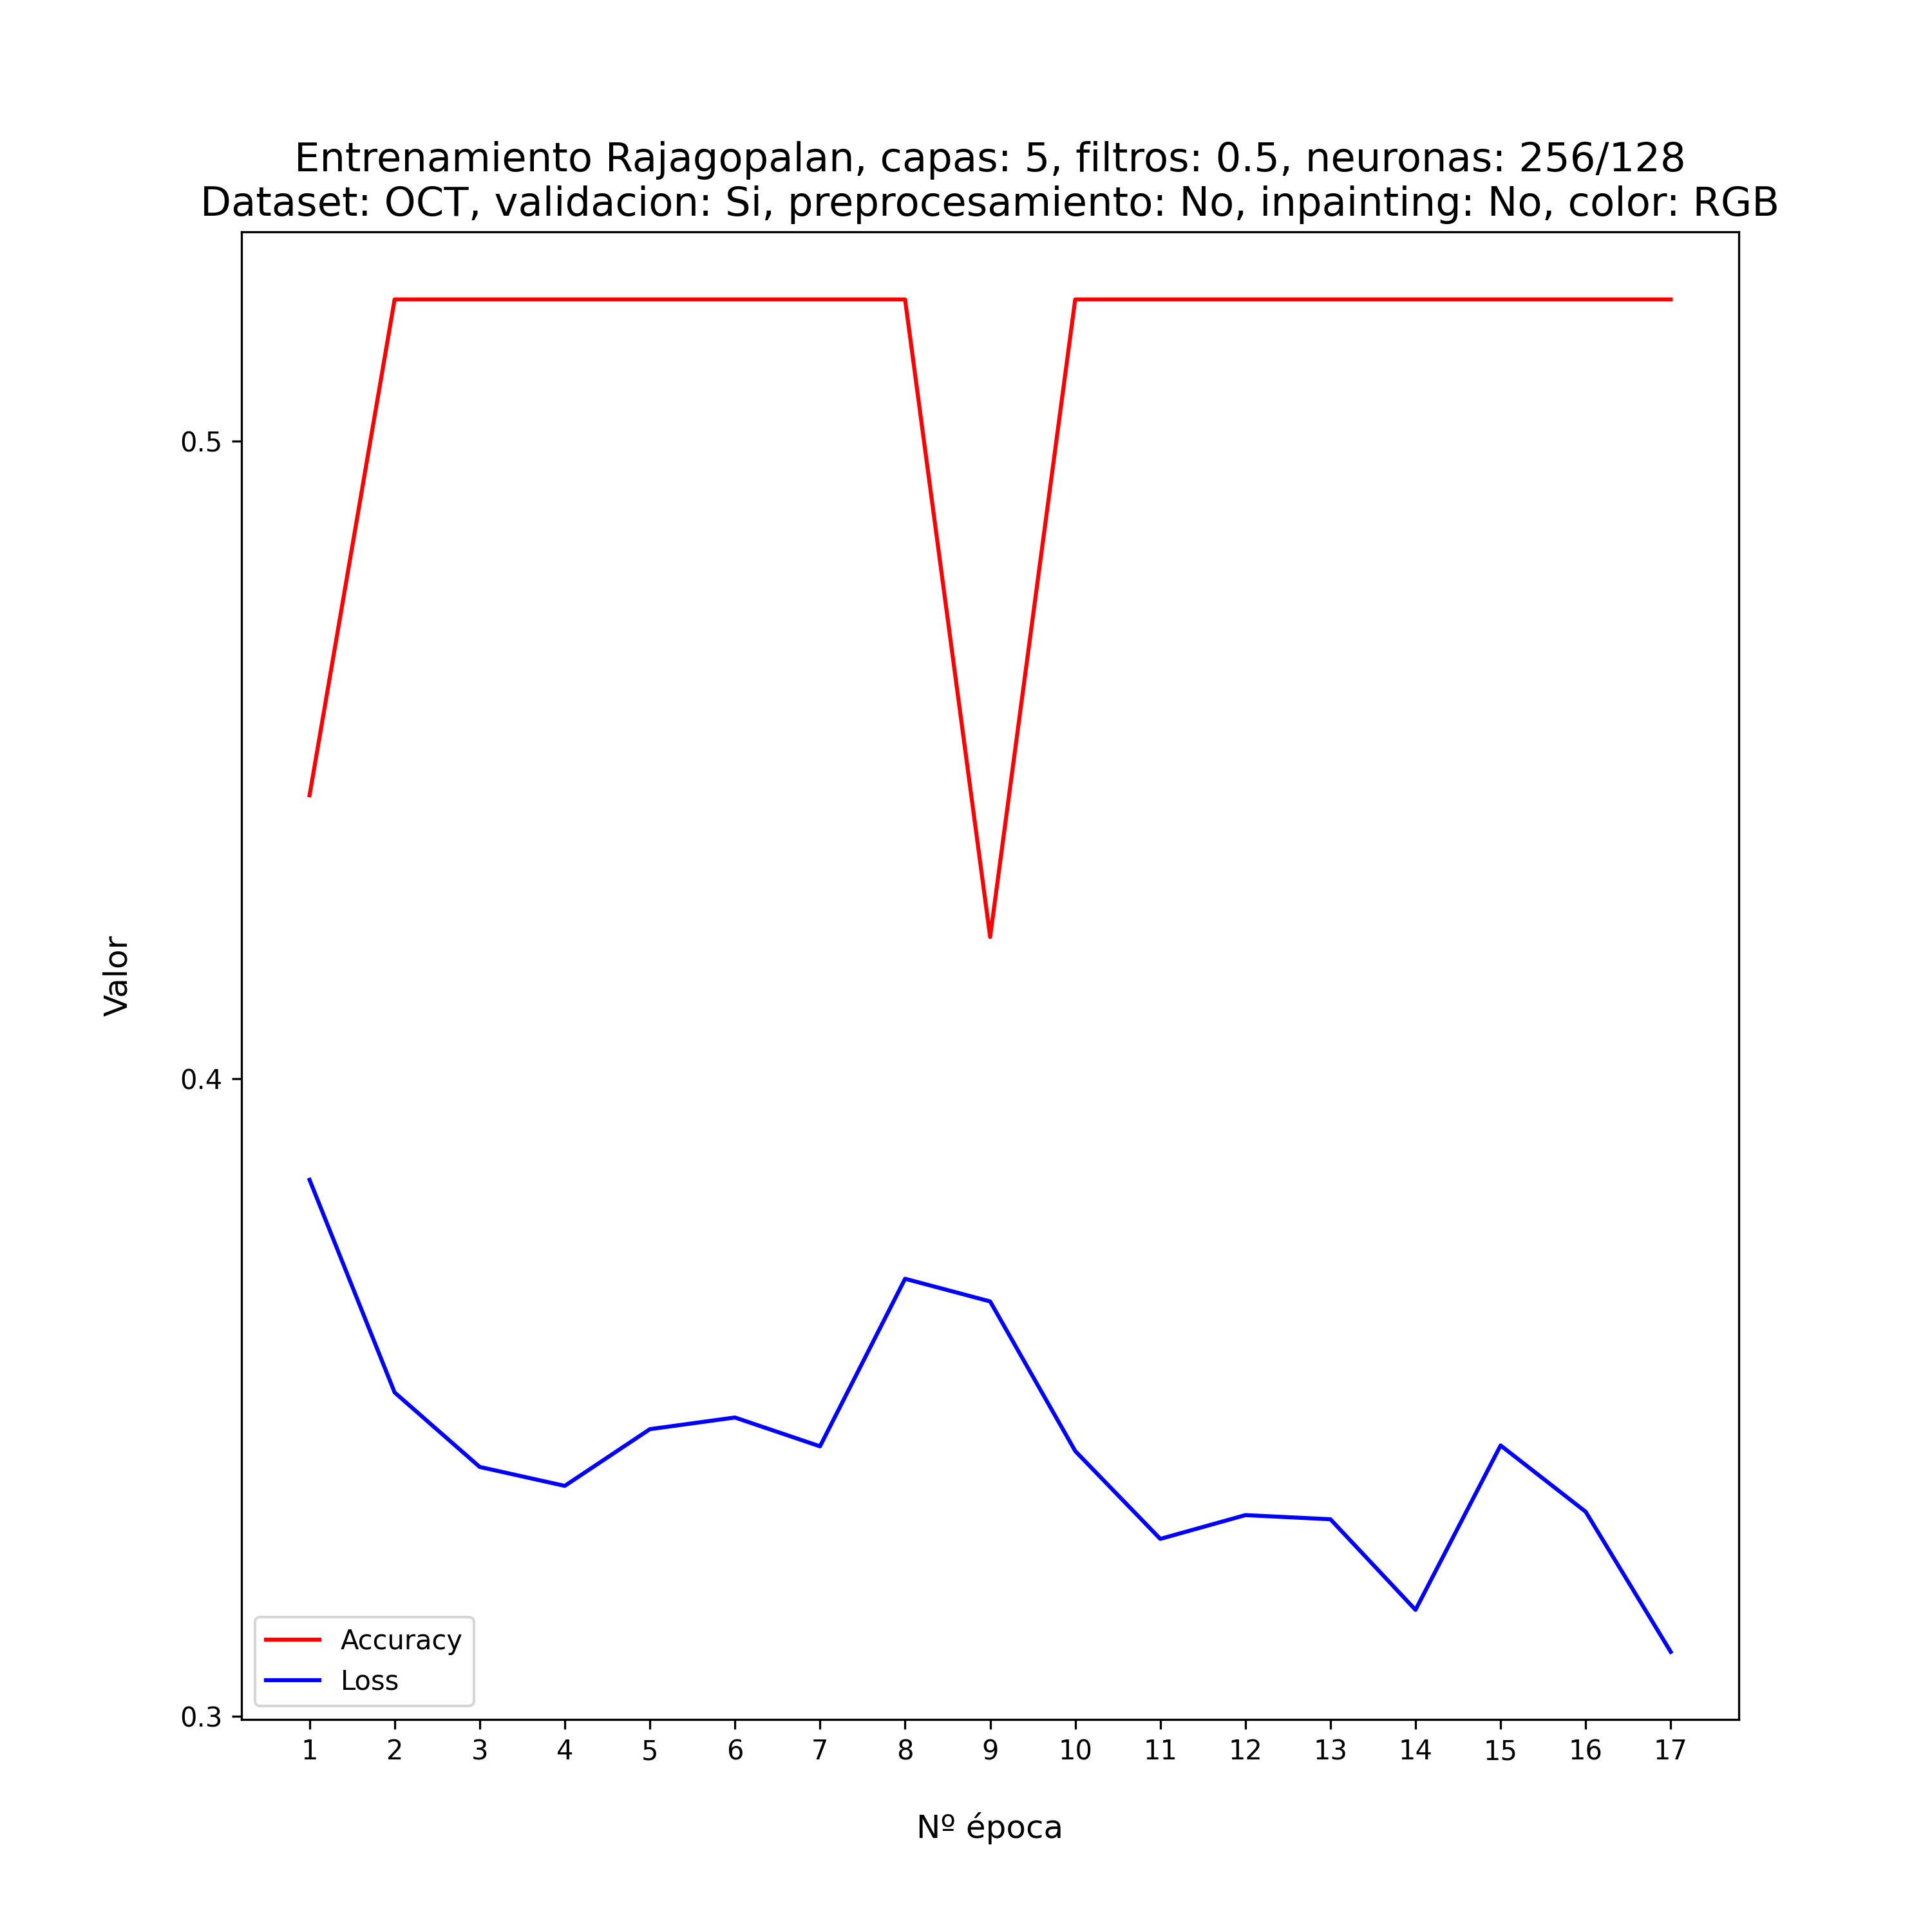 Entrenamiento Rajagopalan, capas: 5, filtros: 0.5, neuronas: 256/128
Dataset: OCT, validacion: Si, preprocesamiento: No, inpainting: No, color: RGB
0.5
0.4
0.3
Valor
Accuracy
Loss
1 2 3 4 5 6 7 8 9 10 11 12 13 14 15 16 17
Nº época